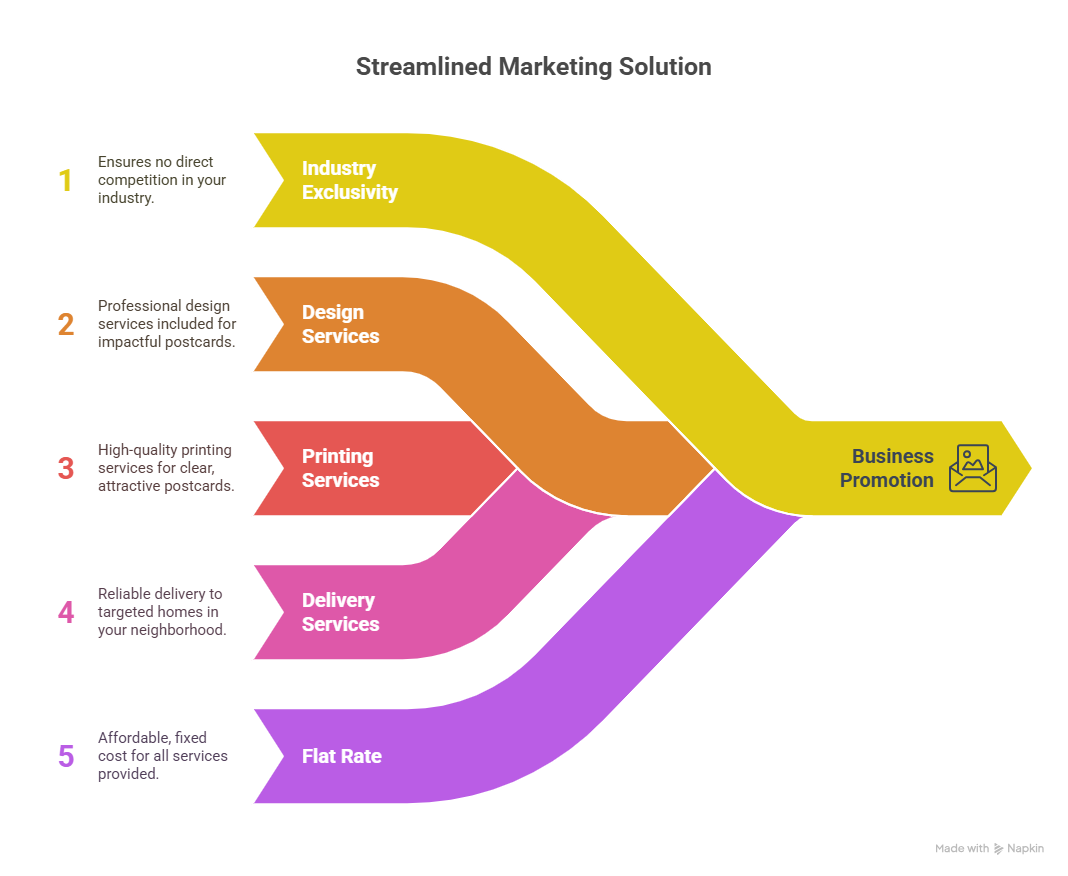 Streamlined Marketing Solution
1
Ensures no direct
competition in your
industry.
Industry
Exclusivity
2
Professional design
services included for
impactful postcards.
Design
Services
3
High-quality printing
services for clear,
attractive postcards.
Printing
Services
Business
Promotion
4
Reliable delivery to
targeted homes in
your neighborhood.
Delivery
Services
5
Affordable, fixed
cost for all services
provided.
Flat Rate
Made with Napkin